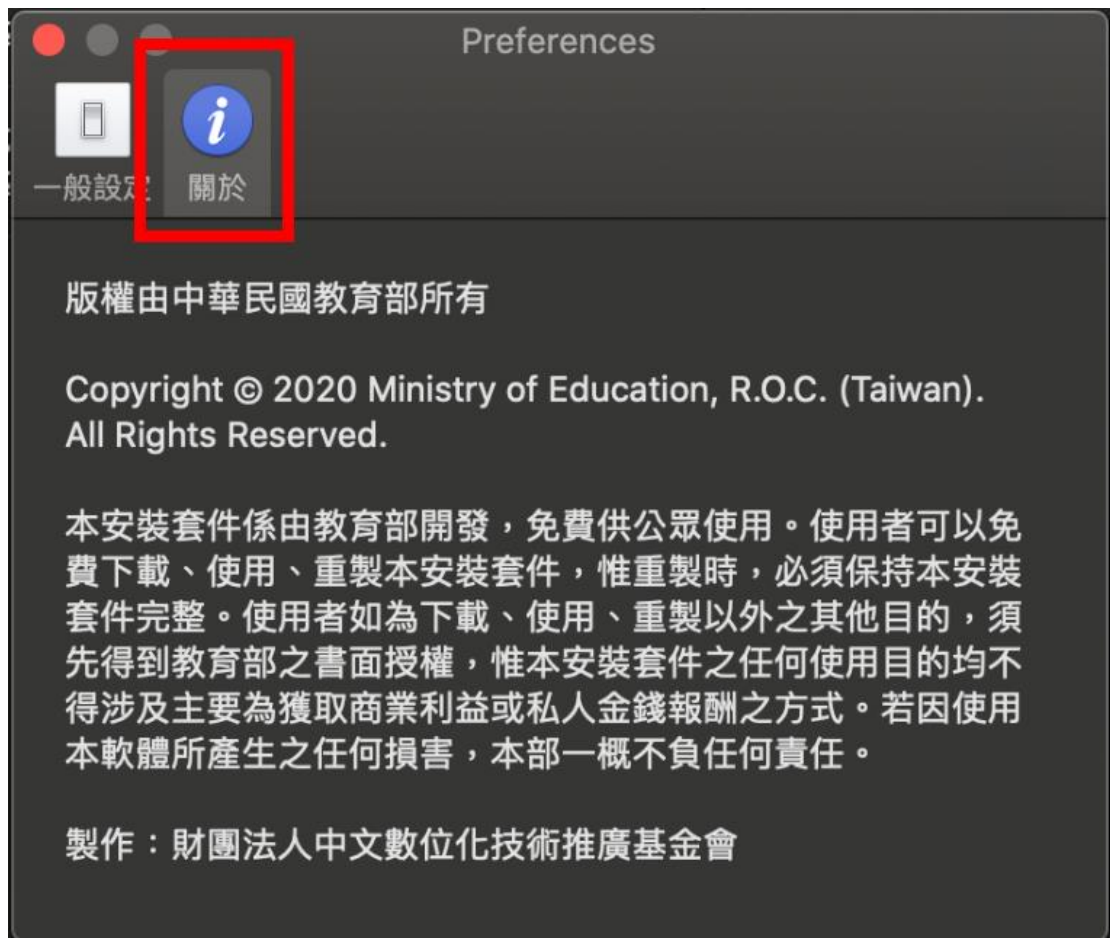 Preferences
一般設定
關於
版權由中華民國教育部所有
Copyright © 2020 Ministry of Education, R.O.C. (Taiwan).
All Rights Reserved.
本安裝套件係由教育部開發，免費供公眾使用。使用者可以免
費下載、使用、重製本安裝套件，惟重製時，必須保持本安裝
套件完整。使用者如為下載、使用、重製以外之其他目的，須
先得到教育部之書面授權，惟本安裝套件之任何使用目的均不
得涉及主要為獲取商業利益或私人金錢報酬之方式。若因使用
本軟體所產生之任何損害，本部一概不負任何責任。
製作：財團法人中文數位化技術推廣基金會